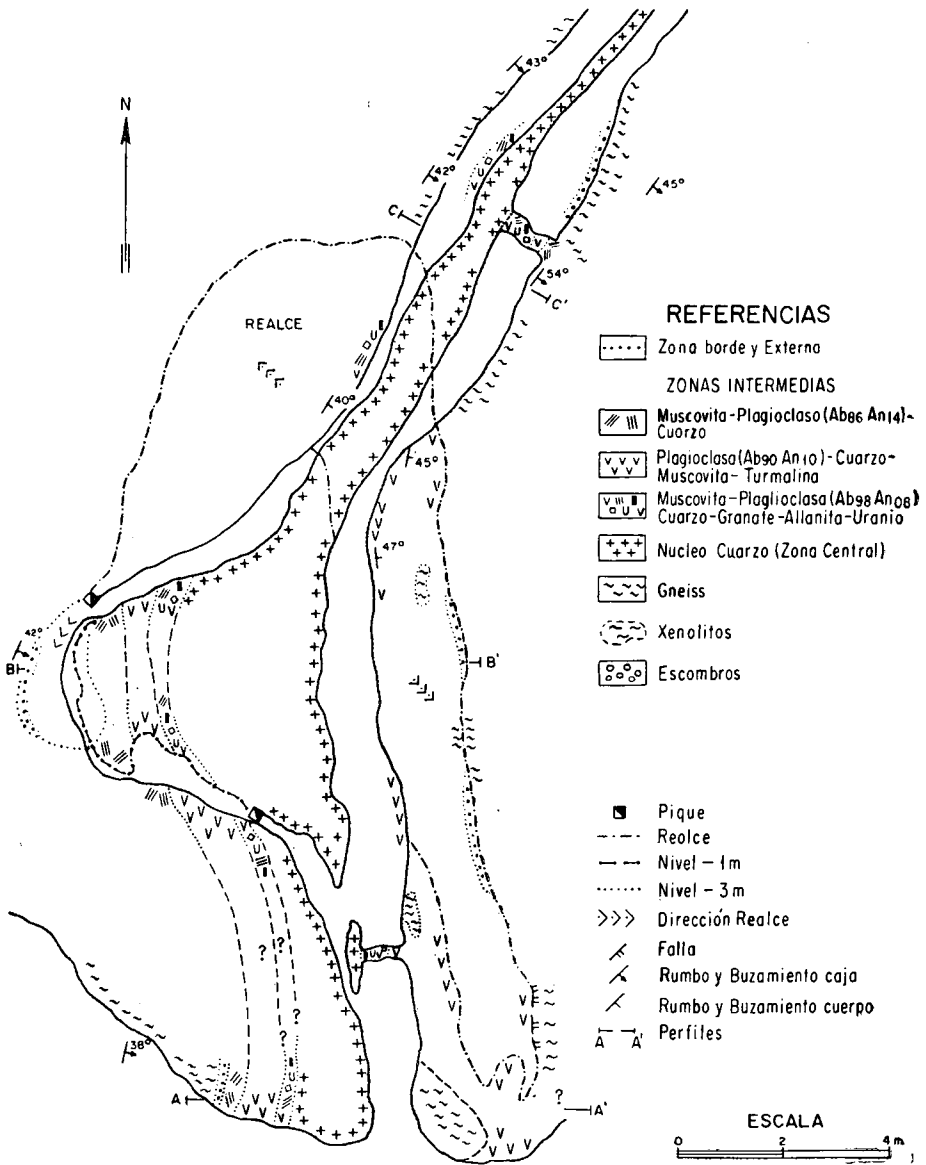 N
43°
42°
45°
C
54°
C'
REALCE
40°
45°
47°
42°
B
B'
?
?
?
?
38°
A
A'
REFERENCIAS
Zona borde y Externa
ZONAS INTERMEDIAS
Muscovita-Plagioclaso (Ab86 An14)-
Cuorzo
Plagioclasa (Ab90 An10)-Cuarzo-
Muscovita-Turmalina
Muscovita-Plaglioclasa (Ab98 An08)
Cuarzo-Granate-Allanita-Uranio
Nucleo Cuarzo (Zona Central)
Gneiss
Xenolitos
Escombros
Pique
Reolce
Nivel - 1m
Nivel - 3m
Dirección Realce
Falla
Rumbo y Buzamiento caja
Rumbo y Buzamiento cuerpo
A A' Perfiles
ESCALA
0 2 4 m.